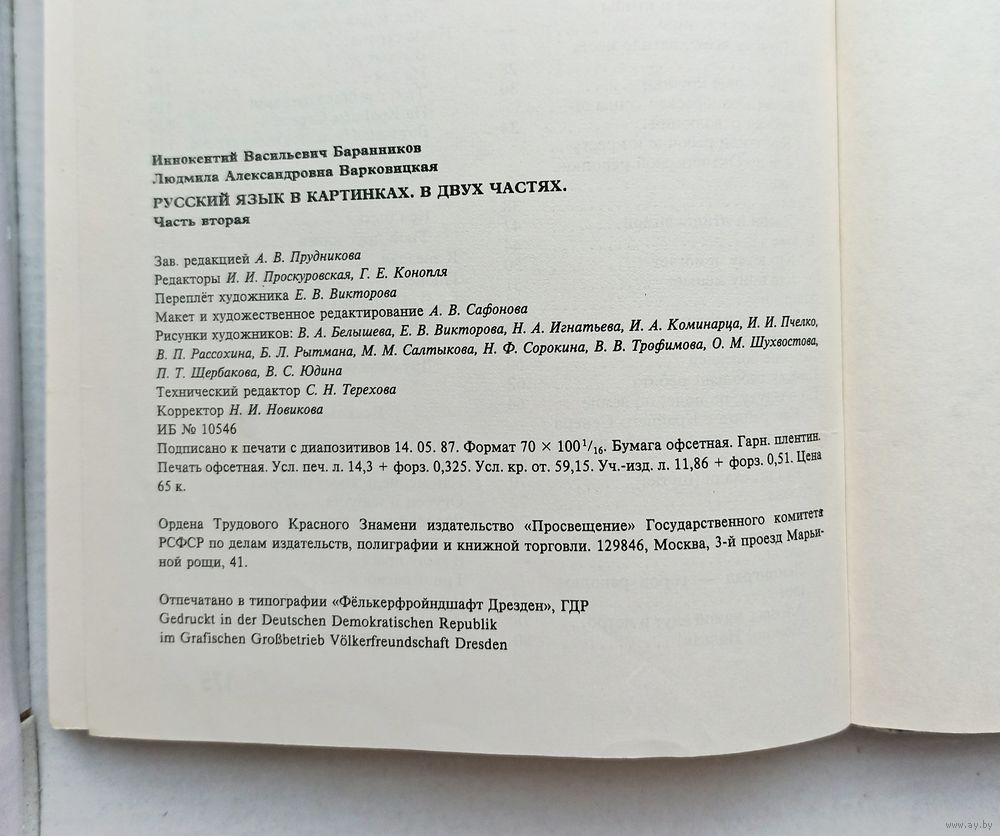 Иннокентий Васильевич Баранников
Людмила Александровна Варковицкая
РУССКИЙ ЯЗЫК В КАРТИНКАХ. В ДВУХ ЧАСТЯХ.
Часть вторая
Зав. редакцией А. В. Прудникова
Редакторы И. И. Проскуровская, Г. Е. Конопля
Переплёт художника Е. В. Викторова
Макет и художественное редактирование А. В. Сафонова
Рисунки художников: В. А. Белышева, Е. В. Викторова, Н. А. Игнатьева, И. А. Коминарца, И. И. Пчелко,
В. П. Рассохина, Б. Л. Рытмана, М. М. Салтыкова, Н. Ф. Сорокина, В. В. Трофимова, О. М. Шухвостова,
П. Т. Щербакова, В. С. Юдина
Технический редактор С. Н. Терехова
Корректор Н. И. Новикова
ИБ № 10546
Подписано к печати с диапозитивов 14. 05. 87. Формат 70 × 100¹/₁₆. Бумага офсетная. Гарн. плентин.
Печать офсетная. Усл. печ. л. 14,3 + форз. 0,325. Усл. кр. от. 59,15. Уч.-изд. л. 11,86 + форз. 0,51. Цена
65 к.
Ордена Трудового Красного Знамени издательство «Просвещение» Государственного комитета
РСФСР по делам издательств, полиграфии и книжной торговли. 129846, Москва, 3-й проезд Марьи-
ной рощи, 41.
Отпечатано в типографии «Фёлькерфройндшафт Дрезден», ГДР
Gedruckt in der Deutschen Demokratischen Republik
im Grafischen Großbetrieb Völkerfreundschaft Dresden
www.ay.by